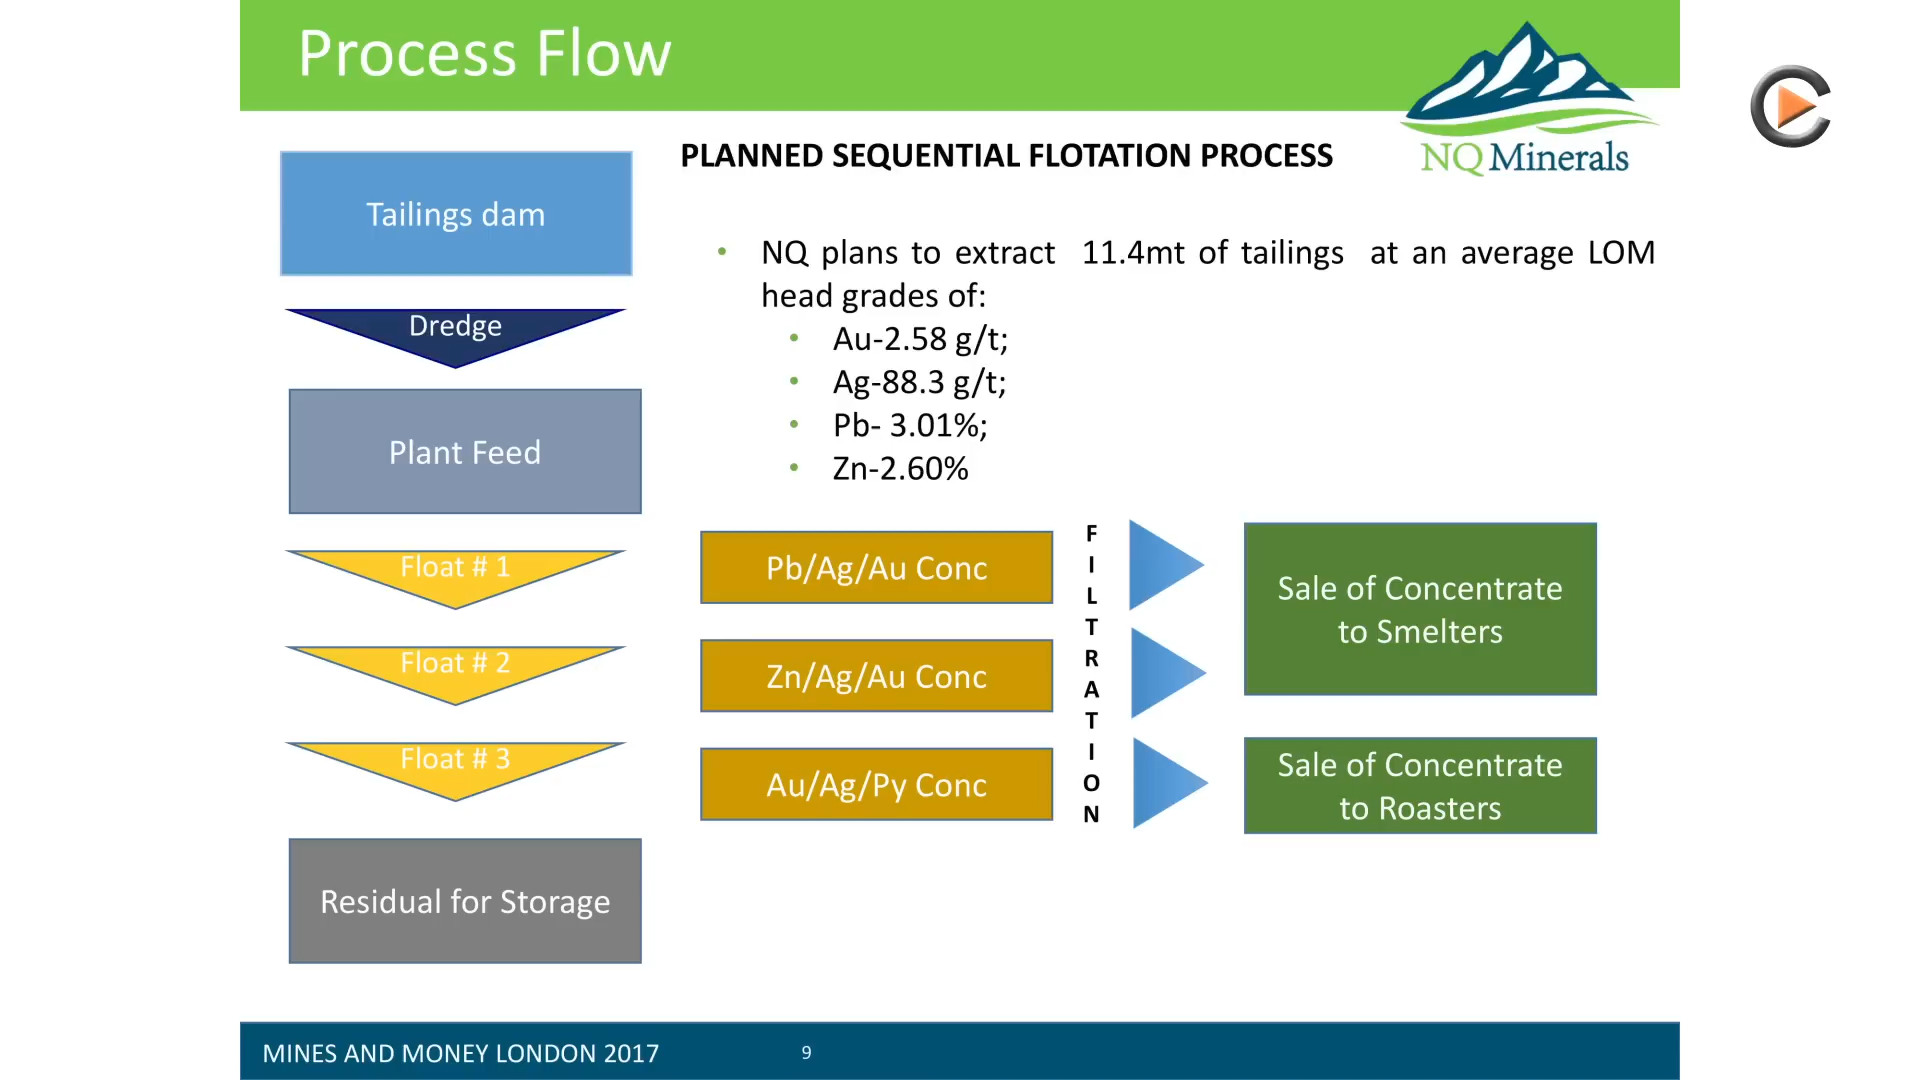 Process Flow
NQ Minerals
PLANNED SEQUENTIAL FLOTATION PROCESS
Tailings dam
Dredge
Plant Feed
Float # 1
Float # 2
Float # 3
Residual for Storage
• NQ plans to extract 11.4mt of tailings at an average LOM
head grades of:
• Au-2.58 g/t;
• Ag-88.3 g/t;
• Pb- 3.01%;
• Zn-2.60%
Pb/Ag/Au Conc
Zn/Ag/Au Conc
Au/Ag/Py Conc
FILTRATION
Sale of Concentrate
to Smelters
Sale of Concentrate
to Roasters
MINES AND MONEY LONDON 2017
9